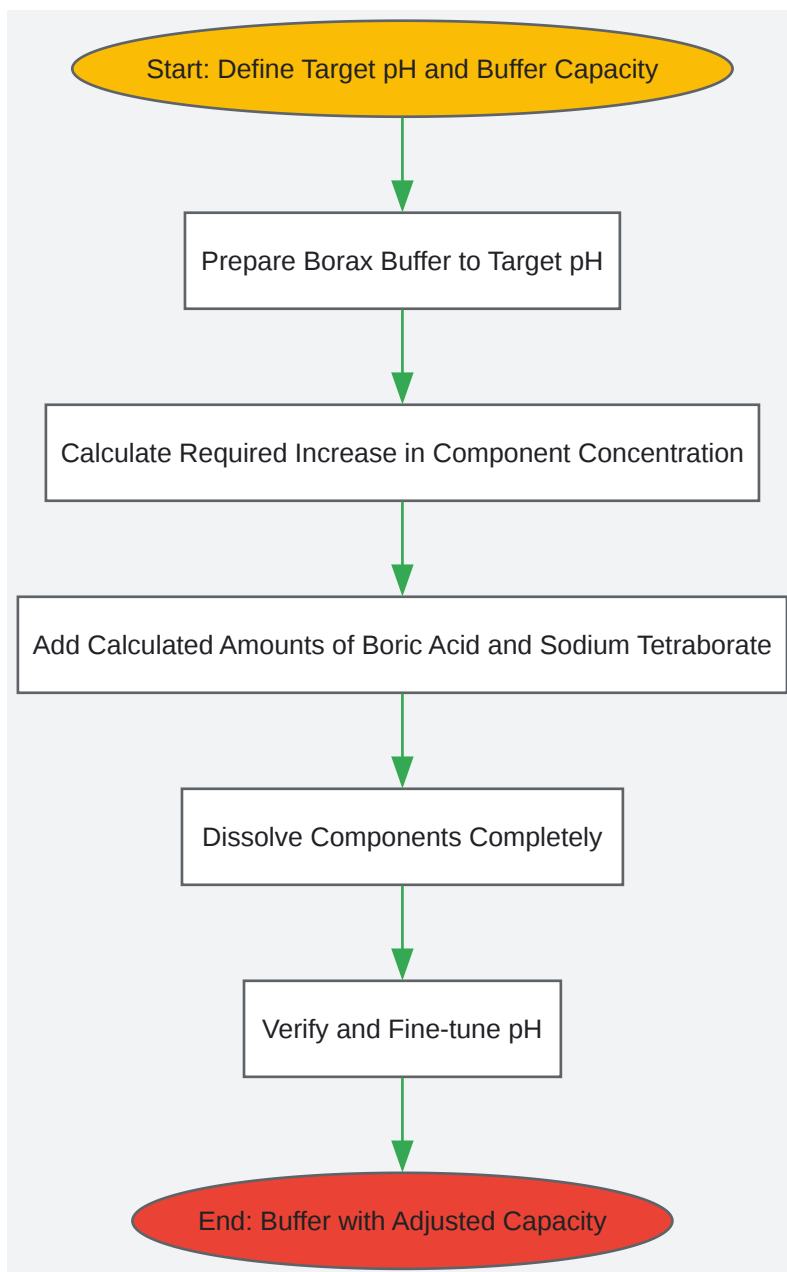 Start: Define Target pH and Buffer Capacity
Prepare Borax Buffer to Target pH
Calculate Required Increase in Component Concentration
Add Calculated Amounts of Boric Acid and Sodium Tetraborate
Dissolve Components Completely
Verify and Fine-tune pH
End: Buffer with Adjusted Capacity